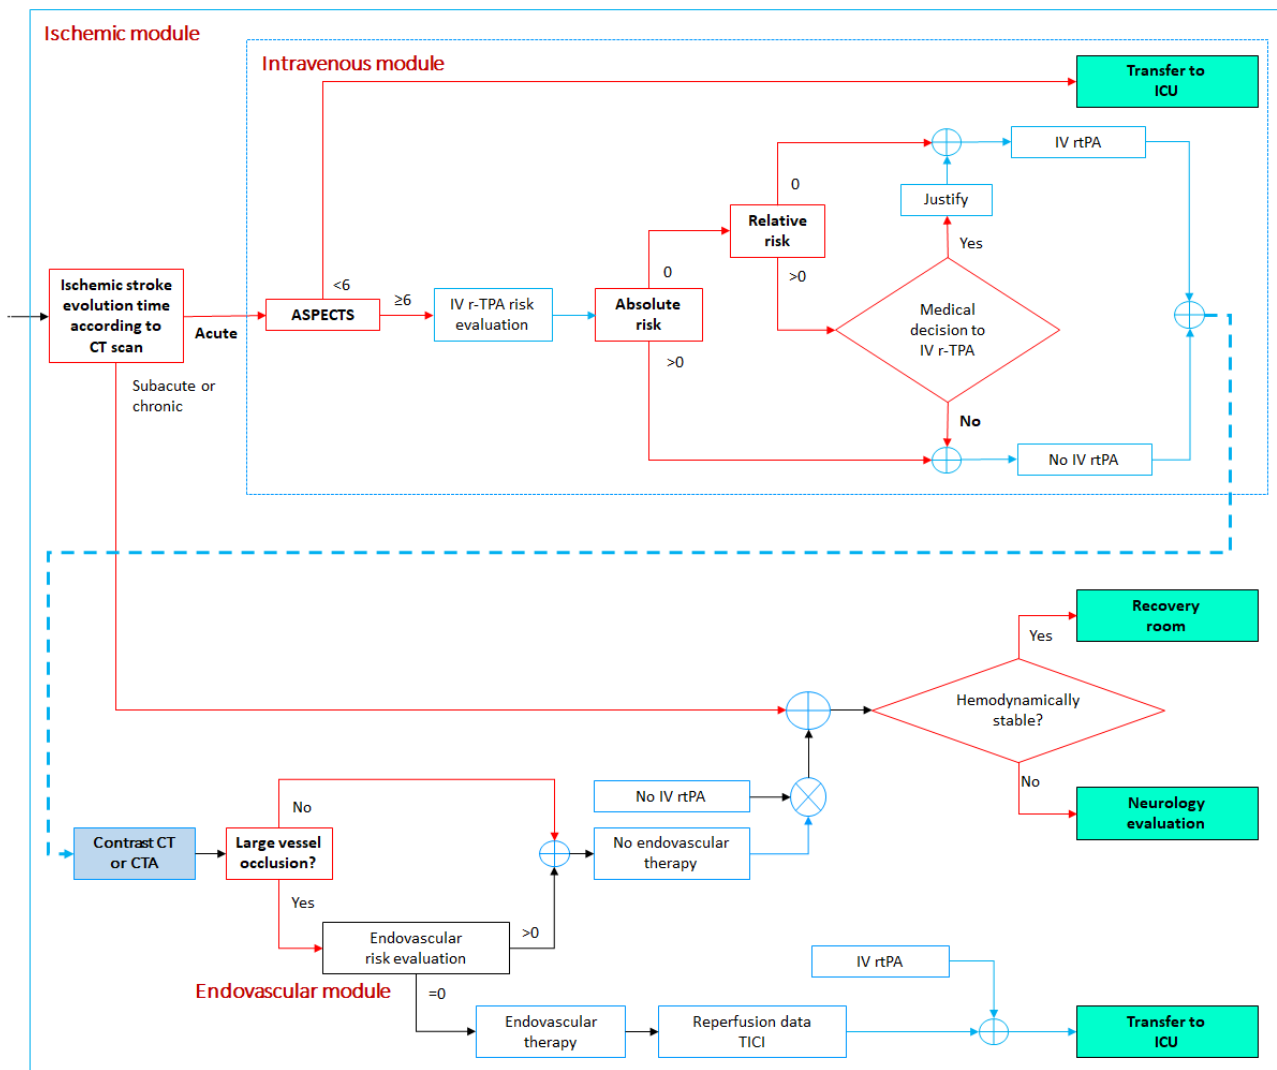 Ischemic module
Intravenous module
Transfer to
ICU
IV rtPA
0
Justify
Relative
risk
Yes
>0
0
Ischemic stroke
evolution time
according to
CT scan
<6
≥6
Acute
ASPECTS
IV r-TPA risk
evaluation
Absolute
risk
>0
Medical
decision to
IV r-TPA
Subacute or
chronic
No
No IV rtPA
Recovery
room
Yes
Hemodynamically
stable?
No
No IV rtPA
Neurology
evaluation
No
Contrast CT
or CTA
Large vessel
occlusion?
No endovascular
therapy
Yes
Endovascular
risk evaluation
>0
IV rtPA
Endovascular module
=0
Endovascular
therapy
Reperfusion data
TICI
Transfer to
ICU